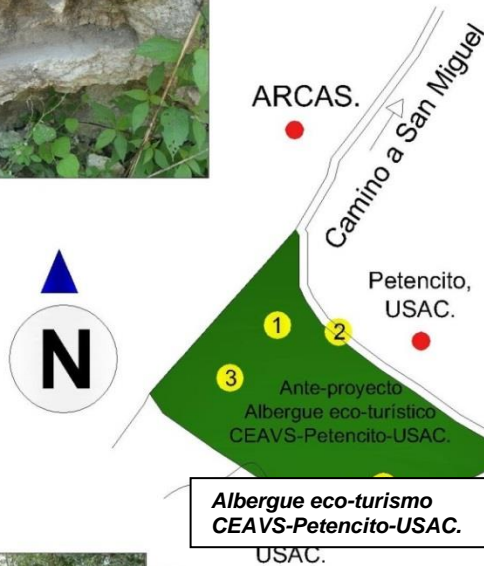 ARCAS.
Camino a San Miguel
Petencito,
USAC.
N
1
2
3
Ante-proyecto
Albergue eco-turístico
CEAVS-Petencito-USAC.
Albergue eco-turismo
CEAVS-Petencito-USAC.
USAC.